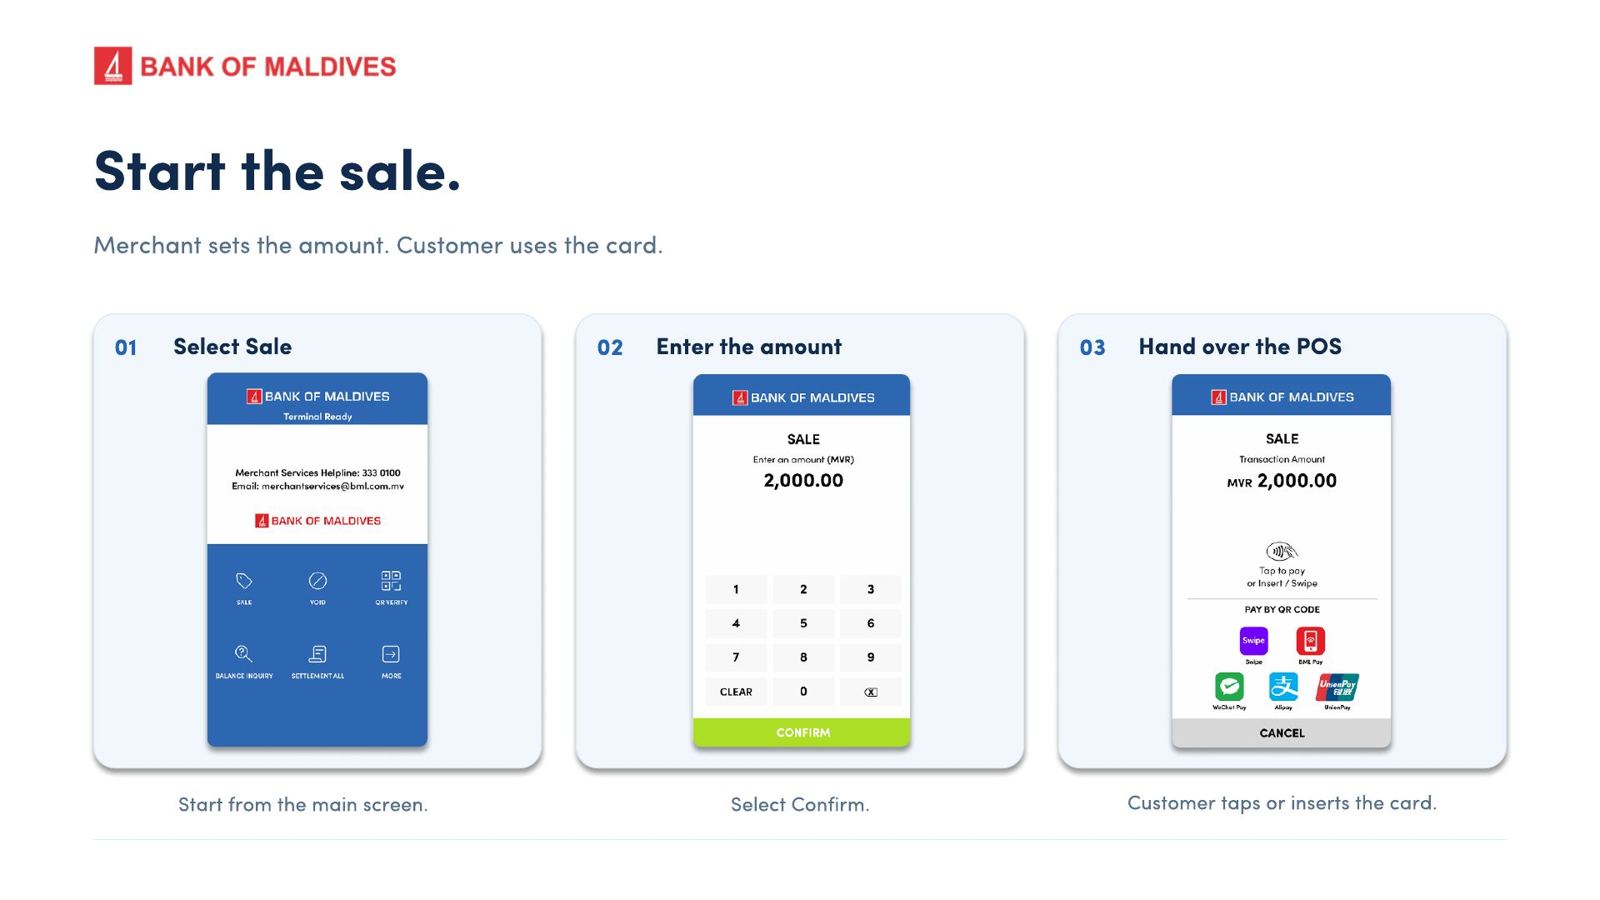 BANK OF MALDIVES
Start the sale.
Merchant sets the amount. Customer uses the card.
01 Select Sale
BANK OF MALDIVES
Terminal Ready
Merchant Services Helpline: 333 0100
Email: merchantservices@bml.com.mv
BANK OF MALDIVES
SALE VOID QR VERIFY
BALANCE INQUIRY SETTLEMENT ALL MORE
Start from the main screen.
02 Enter the amount
BANK OF MALDIVES
SALE
Enter an amount (MVR)
2,000.00
1 2 3
4 5 6
7 8 9
CLEAR 0
CONFIRM
Select Confirm.
03 Hand over the POS
BANK OF MALDIVES
SALE
Transaction Amount
MVR 2,000.00
Tap to pay
or Insert / Swipe
PAY BY QR CODE
Swipe
Swipe BML Pay
支 UnionPay 银联
WeChat Pay Alipay UnionPay
CANCEL
Customer taps or inserts the card.